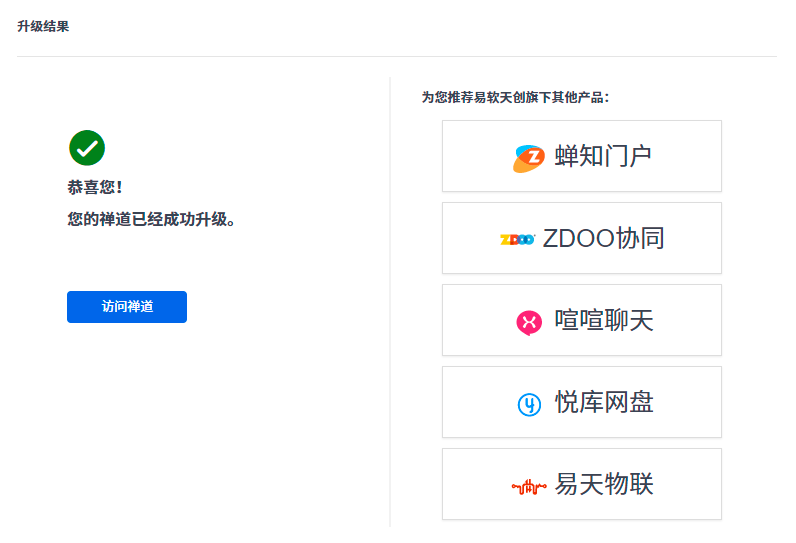 升级结果
恭喜您！
您的禅道已经成功升级。
访问禅道
为您推荐易软天创旗下其他产品：
蝉知门户
ZDOO ZDOO协同
喧喧聊天
悦库网盘
易天物联